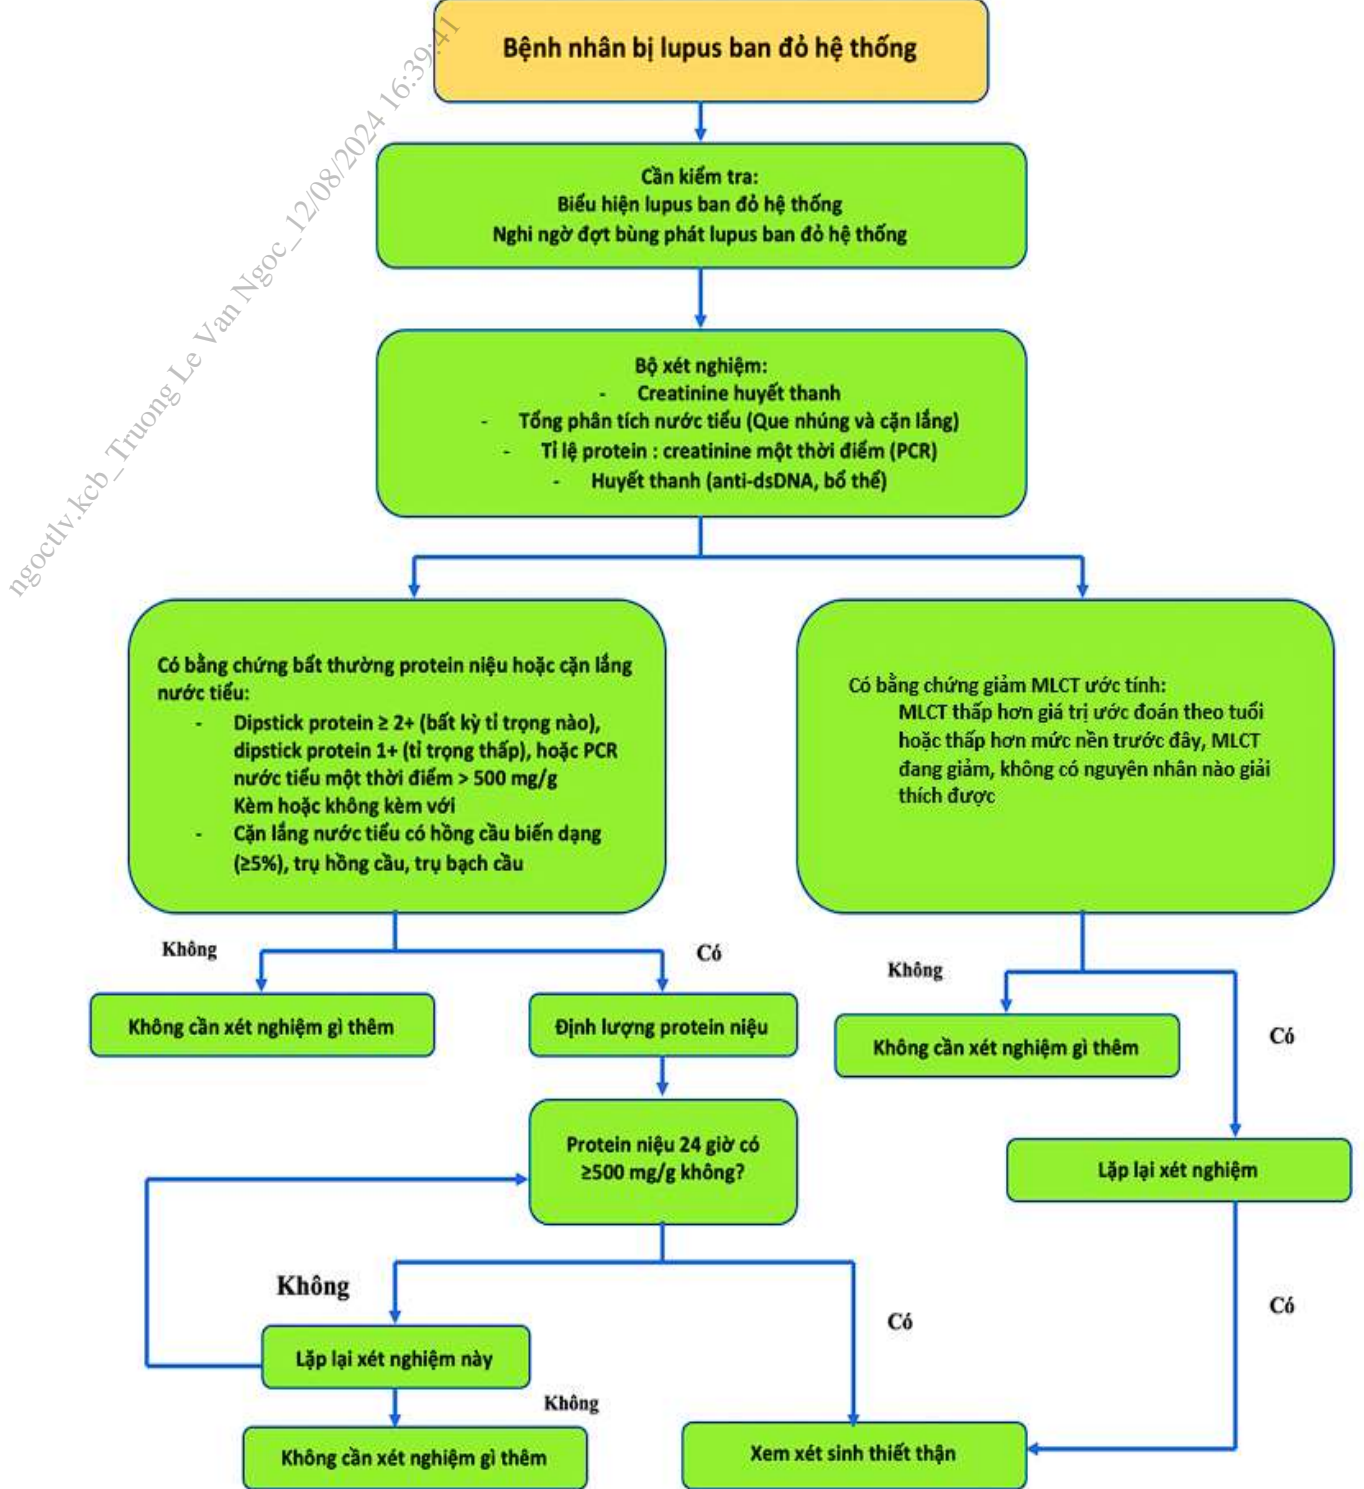 Bệnh nhân bị lupus ban đỏ hệ thống
Cần kiểm tra:
Biểu hiện lupus ban đỏ hệ thống
Nghi ngờ đợt bùng phát lupus ban đỏ hệ thống
ngoctlv.kcb_Truong Le Van Ngoc_12/08/2024 16:39:41
Bộ xét nghiệm:
- Creatinine huyết thanh
- Tổng phân tích nước tiểu (Que nhúng và cặn lắng)
- Tỉ lệ protein : creatinine một thời điểm (PCR)
- Huyết thanh (anti-dsDNA, bổ thể)
Có bằng chứng bất thường protein niệu hoặc cặn lắng
nước tiểu:
- Dipstick protein ≥ 2+ (bất kỳ tỉ trọng nào),
dipstick protein 1+ (tỉ trọng thấp), hoặc PCR
nước tiểu một thời điểm > 500 mg/g
Kèm hoặc không kèm với
- Cặn lắng nước tiểu có hồng cầu biến dạng
(≥5%), trụ hồng cầu, trụ bạch cầu
Có bằng chứng giảm MLCT ước tính:
MLCT thấp hơn giá trị ước đoán theo tuổi
hoặc thấp hơn mức nền trước đây, MLCT
đang giảm, không có nguyên nhân nào giải
thích được
Không
Có
Không cần xét nghiệm gì thêm
Định lượng protein niệu
Không
Có
Không cần xét nghiệm gì thêm
Protein niệu 24 giờ có
≥500 mg/g không?
Lặp lại xét nghiệm
Không
Có
Có
Lặp lại xét nghiệm này
Không
Không cần xét nghiệm gì thêm
Xem xét sinh thiết thận